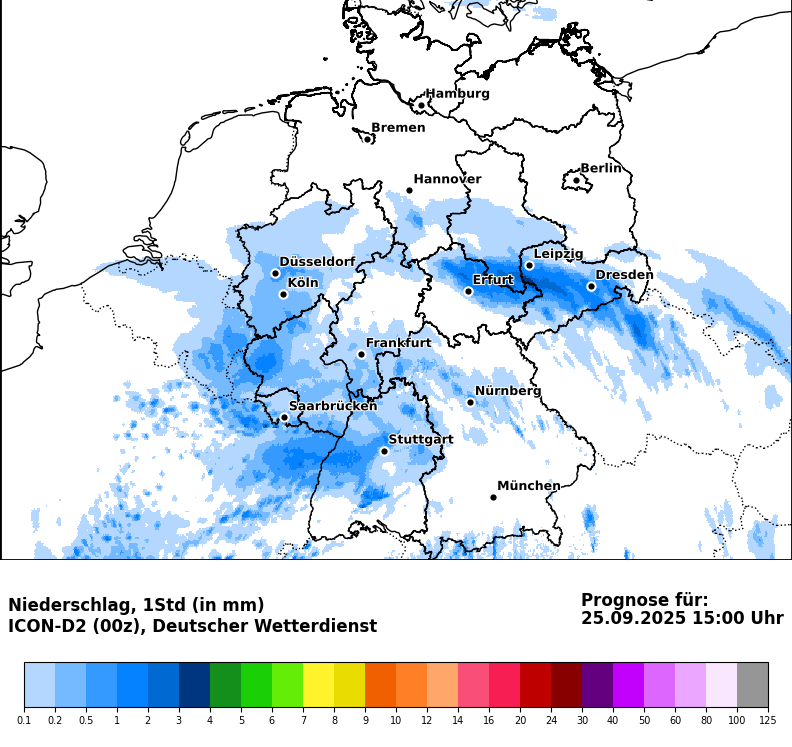 Hamburg
Bremen
Berlin
Hannover
Leipzig
Düsseldorf
Dresden
Erfurt
Köln
Frankfurt
Nürnberg
Saarbrücken
Stuttgart
München
Niederschlag, 1Std (in mm)
ICON-D2 (00z), Deutscher Wetterdienst
Prognose für:
25.09.2025 15:00 Uhr
0.1 0.2 0.5 1 2 3 4 5 6 7 8 9 10 12 14 16 20 24 30 40 50 60 80 100 125